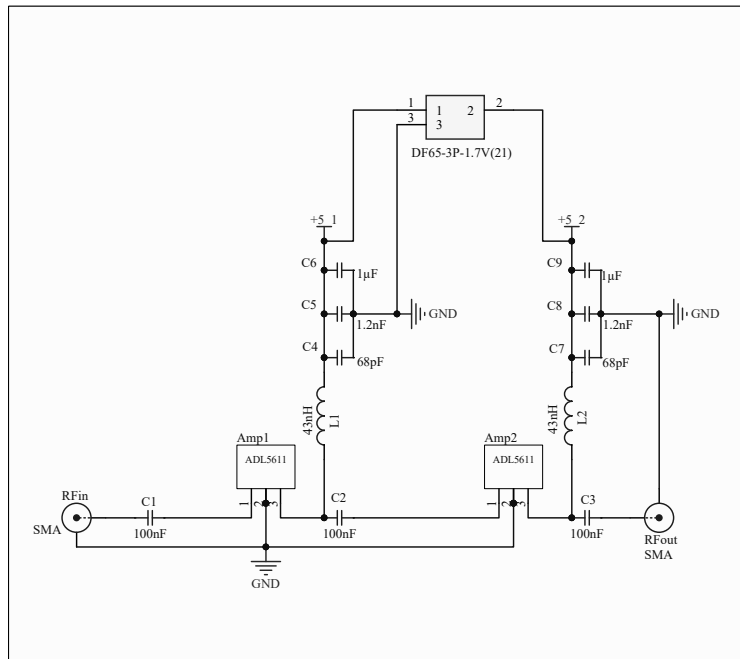 1
3
1
3
2
2
DF65-3P-1.7V(21)
+5_1
+5_2
C6
1μF
C5
1.2nF
GND
C4
68pF
43nH
L1
C9
1μF
C8
1.2nF
GND
C7
68pF
43nH
L2
Amp1
ADL5611
1
2
3
Amp2
ADL5611
1
2
3
RFin
SMA
C1
100nF
C2
100nF
C3
100nF
RFout
SMA
GND